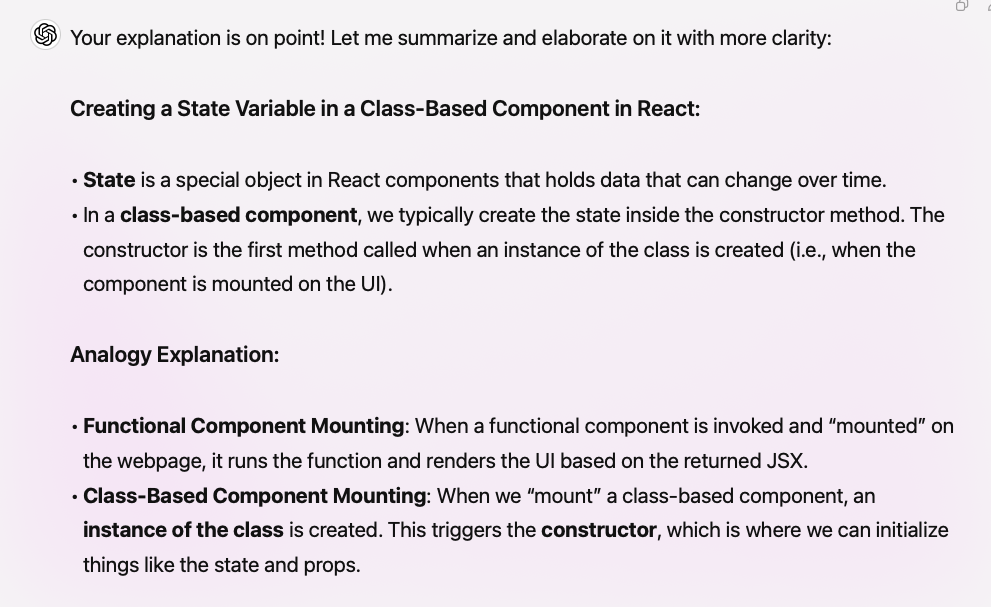 Your explanation is on point! Let me summarize and elaborate on it with more clarity:
Creating a State Variable in a Class-Based Component in React:
• State is a special object in React components that holds data that can change over time.
• In a class-based component, we typically create the state inside the constructor method. The
constructor is the first method called when an instance of the class is created (i.e., when the
component is mounted on the UI).
Analogy Explanation:
• Functional Component Mounting: When a functional component is invoked and “mounted” on
the webpage, it runs the function and renders the UI based on the returned JSX.
• Class-Based Component Mounting: When we “mount” a class-based component, an
instance of the class is created. This triggers the constructor, which is where we can initialize
things like the state and props.